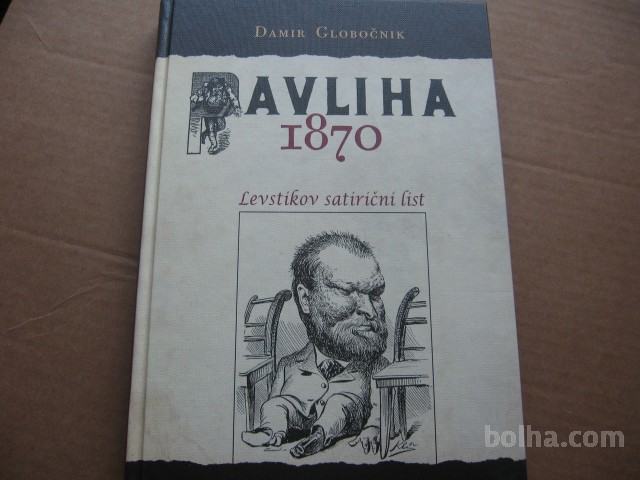 DAMIR GLOBOČNIK
PAVLIHA
1870
Levstikov satirični list
bolha.com